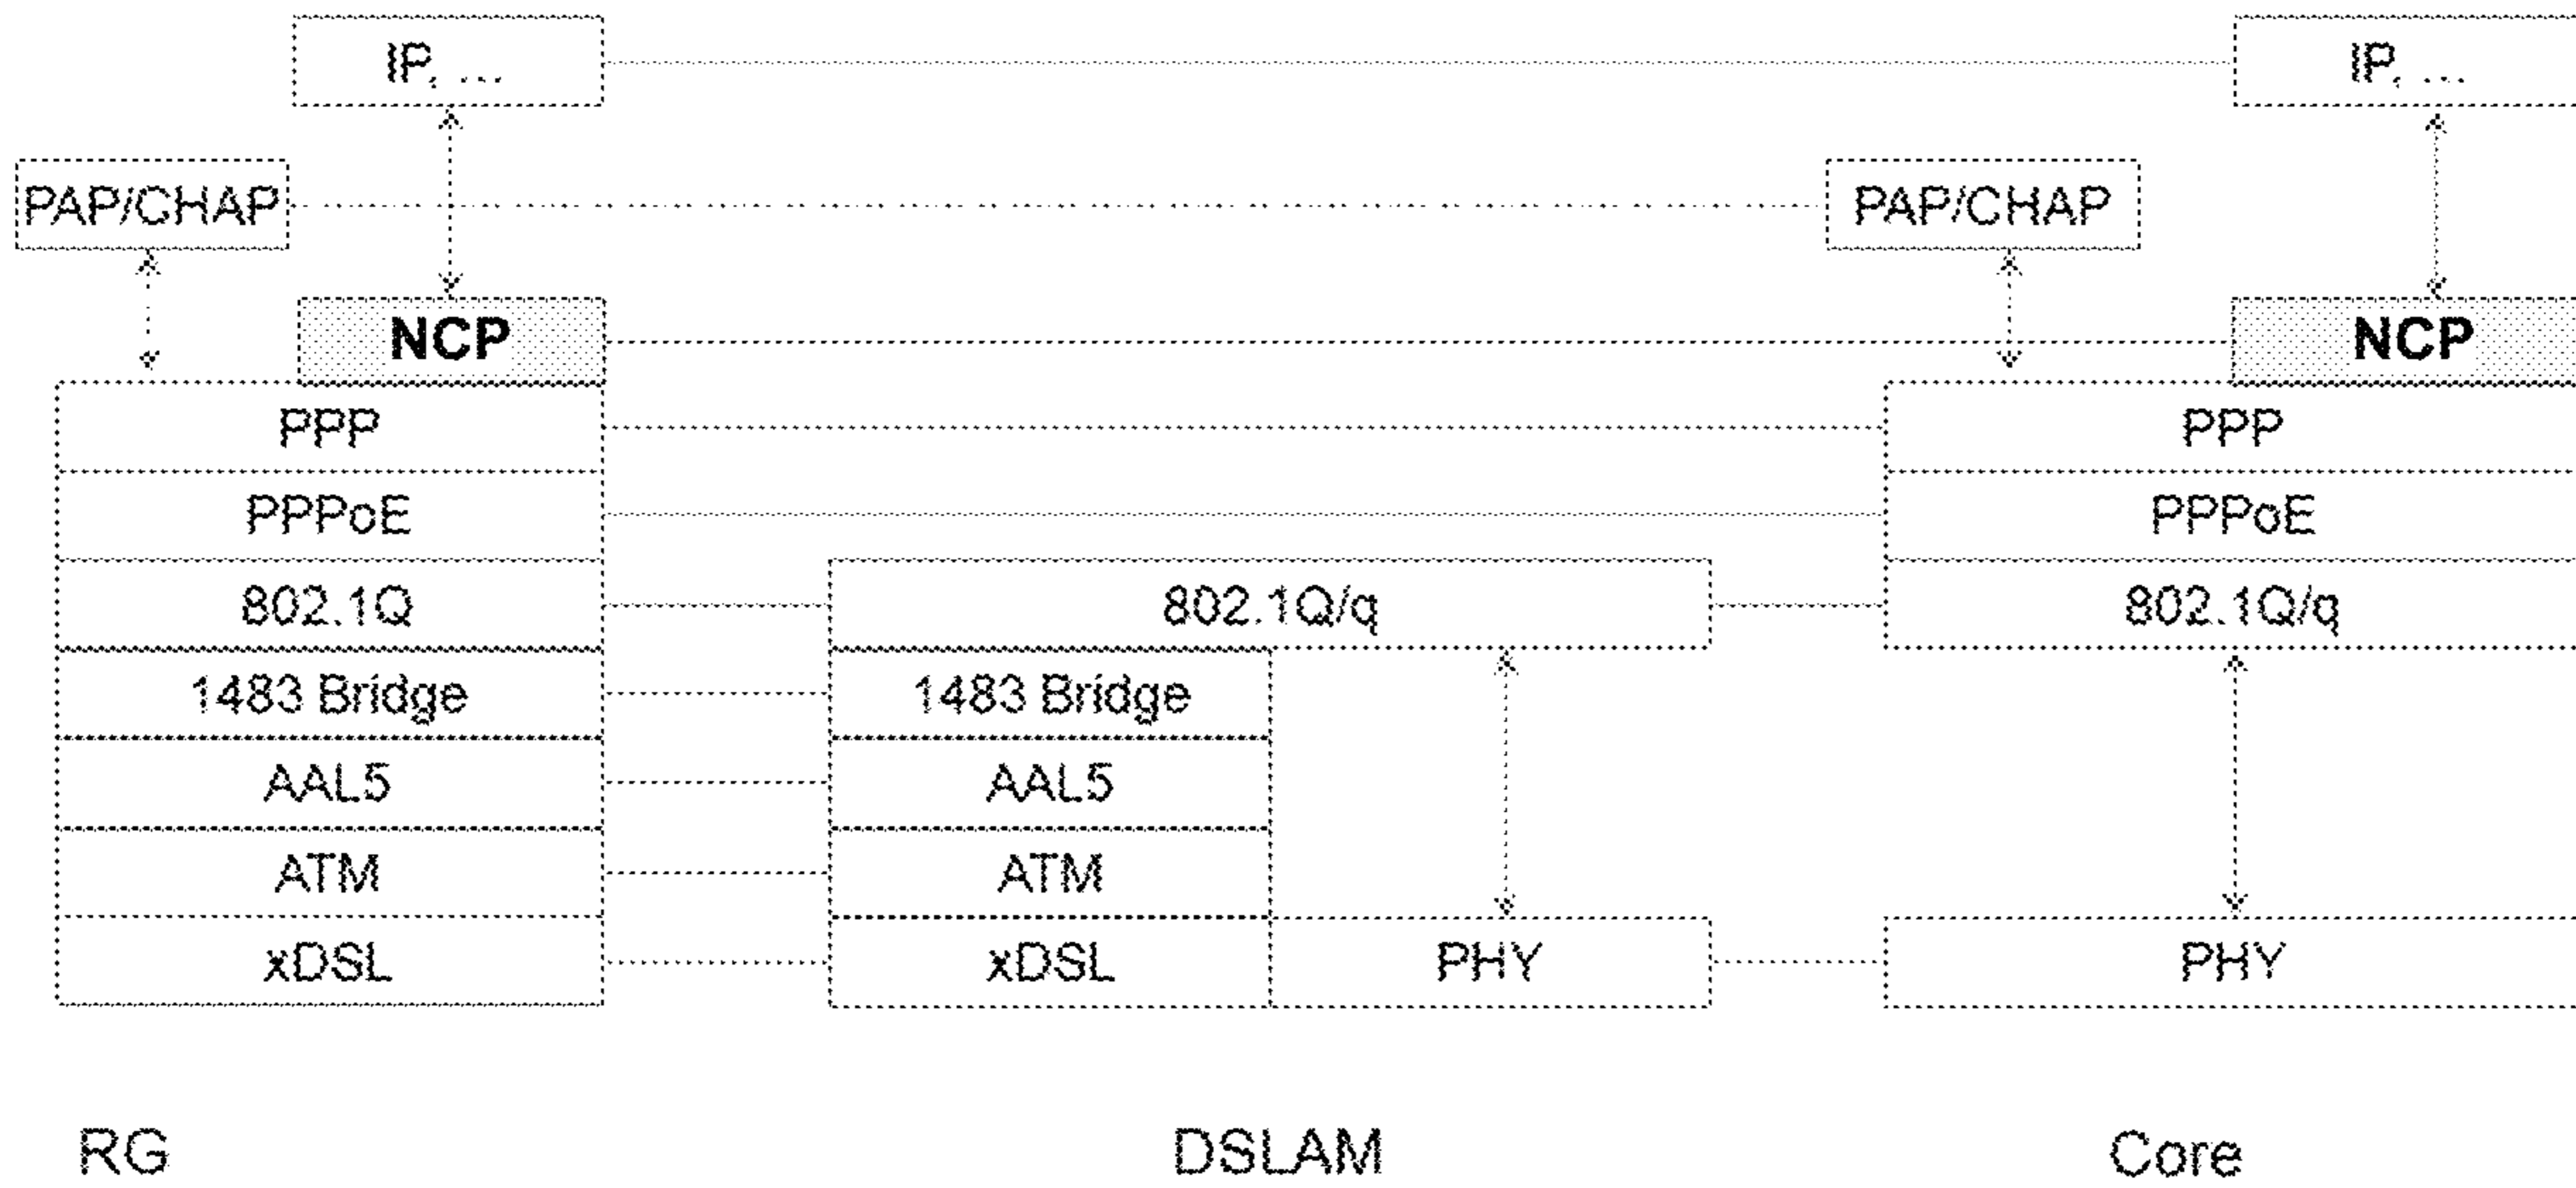 IP, ...
IP, ...
PAP/CHAP
PAP/CHAP
NCP
NCP
PPP
PPP
PPPoE
PPPoE
802.1Q
802.1Q/q
802.1Q/q
1483 Bridge
1483 Bridge
AAL5
AAL5
ATM
ATM
xDSL
xDSL
PHY
PHY
RG
DSLAM
Core